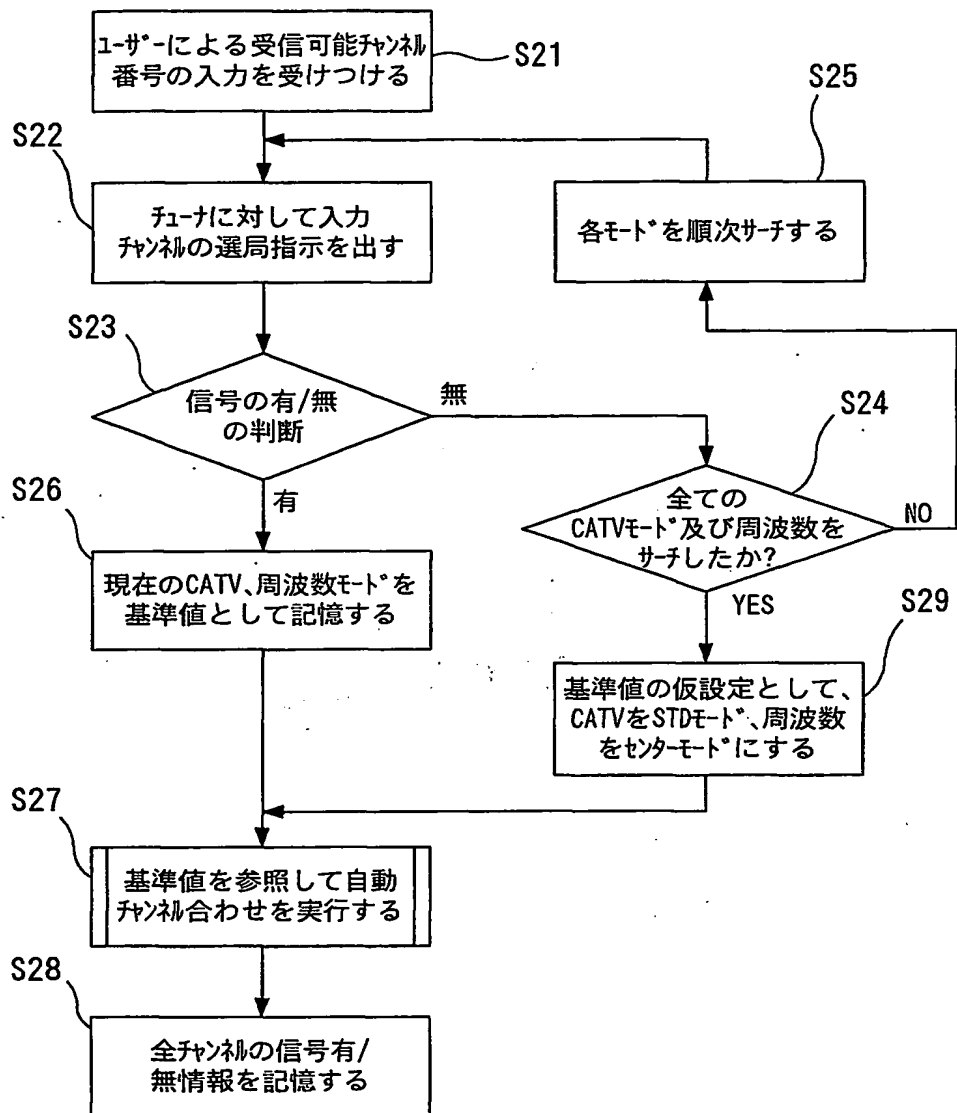 ﾕｰｻﾞｰによる受信可能ﾁｬﾝﾈﾙ
番号の入力を受けつける
S21
S22
ﾁｭｰﾅに対して入力
ﾁｬﾝﾈﾙの選局指示を出す
S25
各ﾓｰﾄﾞを順次ｻｰﾁする
S23
信号の有/無
の判断
無
有
S24
全ての
CATVﾓｰﾄﾞ及び周波数を
ｻｰﾁしたか?
NO
YES
S26
現在のCATV、周波数ﾓｰﾄﾞを
基準値として記憶する
S29
基準値の仮設定として、
CATVをSTDﾓｰﾄﾞ、周波数
をｾﾝﾀｰﾓｰﾄﾞにする
S27
基準値を参照して自動
ﾁｬﾝﾈﾙ合わせを実行する
S28
全ﾁｬﾝﾈﾙの信号有/
無情報を記憶する